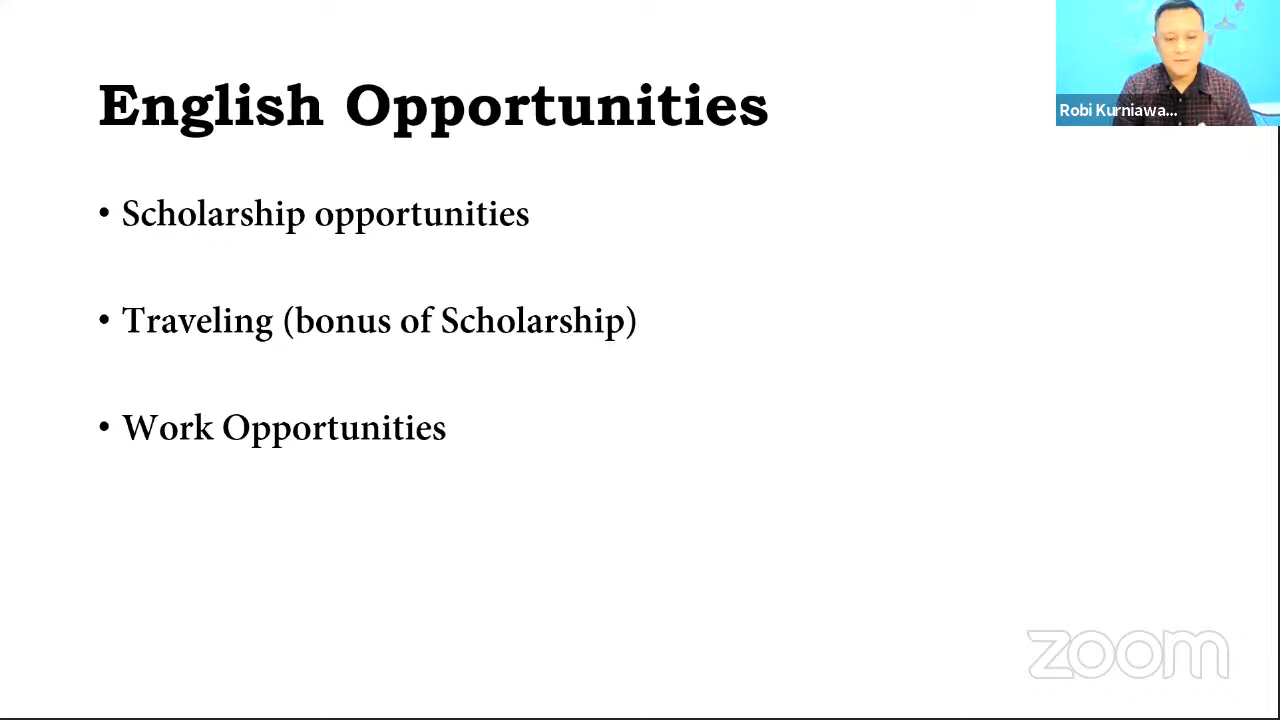 English Opportunities
Robi Kurniawa...
• Scholarship opportunities
• Traveling (bonus of Scholarship)
• Work Opportunities
zoom